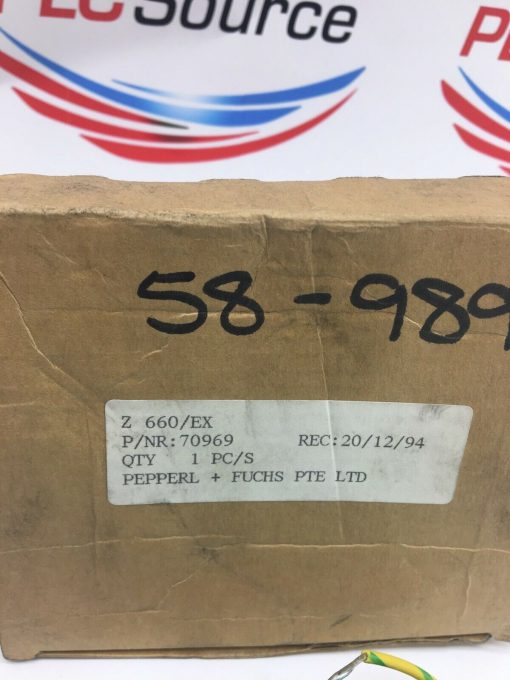 Source
58-989
Z 660/EX
P/NR:70969 REC:20/12/94
QTY 1 PC/S
PEPPERL + FUCHS PTE LTD